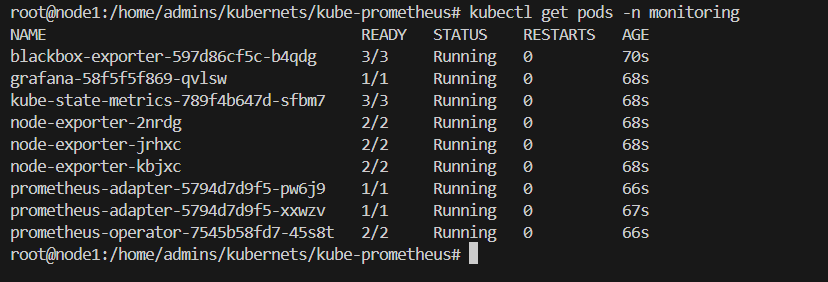 root@node1:/home/admins/kubernets/kube-prometheus# kubectl get pods -n monitoring
NAME READY STATUS RESTARTS AGE
blackbox-exporter-597d86cf5c-b4qdg 3/3 Running 0 70s
grafana-58f5f5f869-qvlsw 1/1 Running 0 68s
kube-state-metrics-789f4b647d-sfbm7 3/3 Running 0 68s
node-exporter-2nrdg 2/2 Running 0 68s
node-exporter-jrhxc 2/2 Running 0 68s
node-exporter-kbjxc 2/2 Running 0 68s
prometheus-adapter-5794d7d9f5-pw6j9 1/1 Running 0 66s
prometheus-adapter-5794d7d9f5-xxwzv 1/1 Running 0 67s
prometheus-operator-7545b58fd7-45s8t 2/2 Running 0 66s
root@node1:/home/admins/kubernets/kube-prometheus#